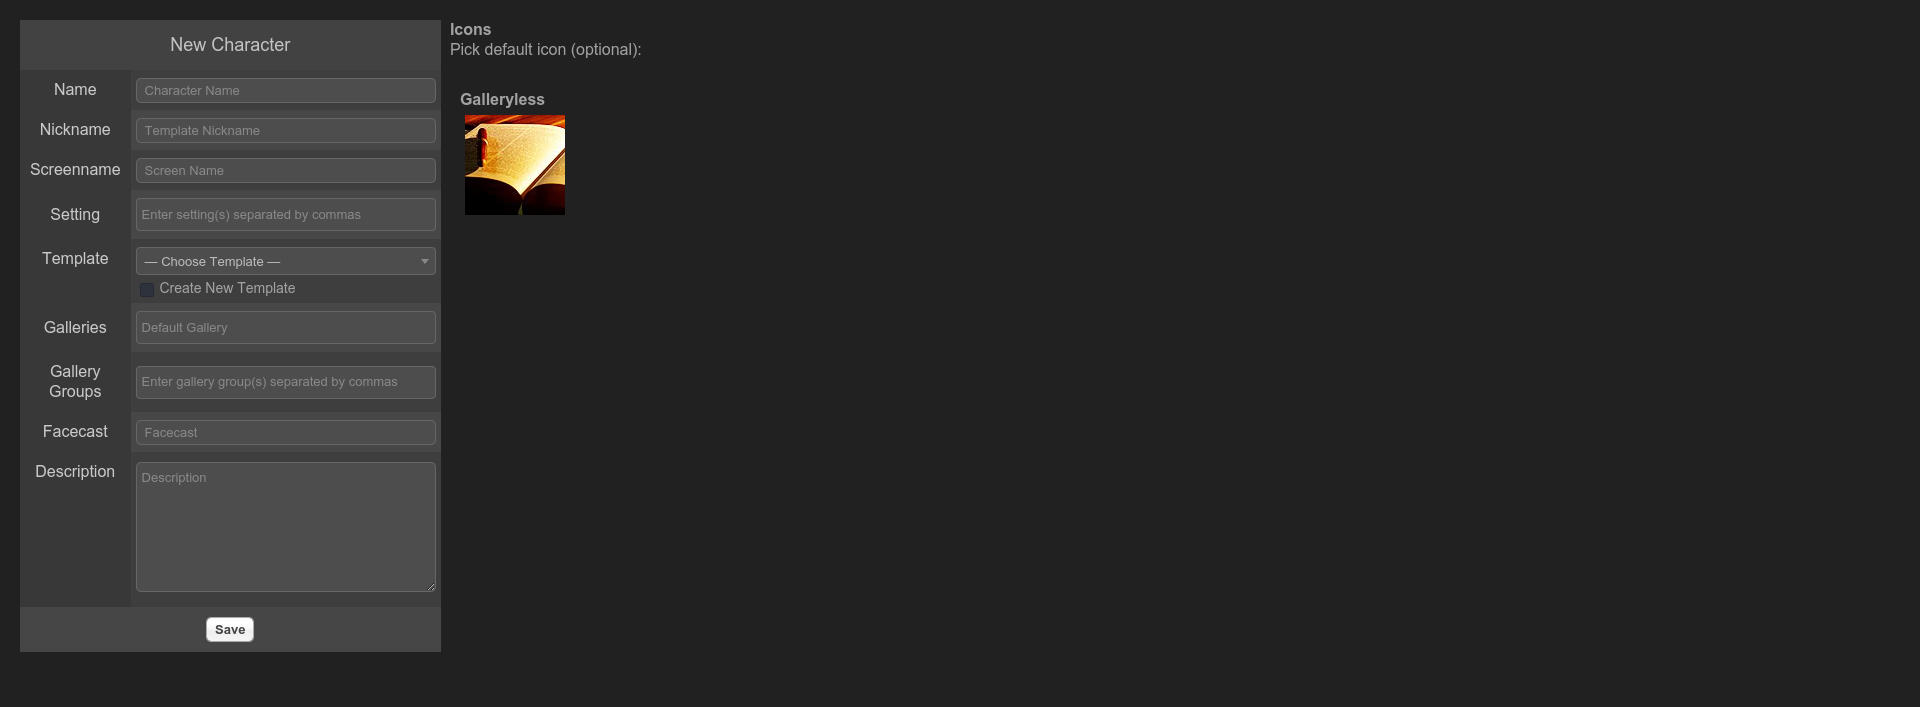 New Character
Name
Character Name
Nickname
Template Nickname
Screenname
Screen Name
Setting
Enter setting(s) separated by commas
Template
— Choose Template —
Create New Template
Galleries
Default Gallery
Gallery
Groups
Enter gallery group(s) separated by commas
Facecast
Facecast
Description
Description
Save
Icons
Pick default icon (optional):
Galleryless